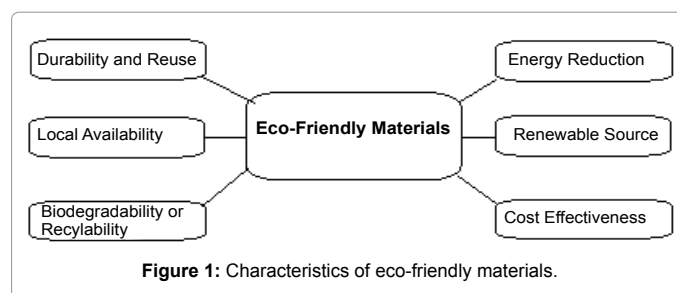 Durability and Reuse
Energy Reduction
Eco-Friendly Materials
Local Availability
Renewable Source
Biodegradability or
Recylability
Cost Effectiveness
Figure 1: Characteristics of eco-friendly materials.